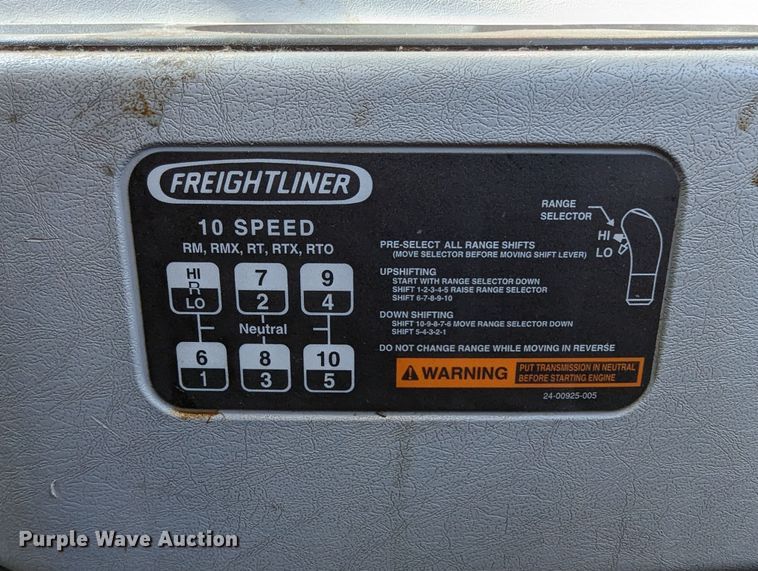 FREIGHTLINER
10 SPEED
RM, RMX, RT, RTX, RTO
HI
R
LO
7
2
9
4
Neutral
6
1
8
3
10
5
RANGE
SELECTOR
HI
LO
PRE-SELECT ALL RANGE SHIFTS
(MOVE SELECTOR BEFORE MOVING SHIFT LEVER)
UPSHIFTING
START WITH RANGE SELECTOR DOWN
SHIFT 1-2-3-4-5 RAISE RANGE SELECTOR
SHIFT 6-7-8-9-10
DOWN SHIFTING
SHIFT 10-9-8-7-6 MOVE RANGE SELECTOR DOWN
SHIFT 5-4-3-2-1
DO NOT CHANGE RANGE WHILE MOVING IN REVERSE
WARNING
PUT TRANSMISSION IN NEUTRAL
BEFORE STARTING ENGINE
24-00925-005
Purple Wave Auction